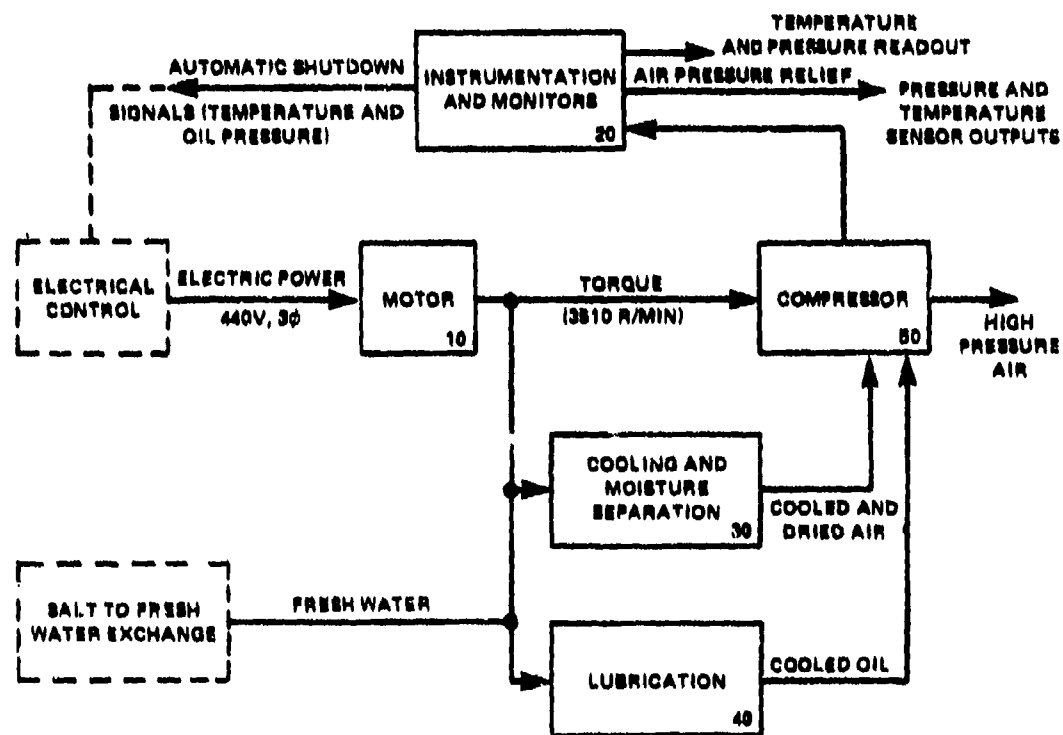 TEMPERATURE
AND PRESSURE READOUT
AUTOMATIC SHUTDOWN
SIGNALS (TEMPERATURE AND
OIL PRESSURE)
INSTRUMENTATION
AND MONITORS
20
AIR PRESSURE RELIEF
PRESSURE AND
TEMPERATURE
SENSOR OUTPUTS
ELECTRICAL
CONTROL
ELECTRIC POWER
440V, 3ϕ
MOTOR
10
TORQUE
(3510 R/MIN)
COMPRESSOR
50
HIGH
PRESSURE
AIR
COOLING AND
MOISTURE
SEPARATION
30
COOLED AND
DRIED AIR
SALT TO FRESH
WATER EXCHANGE
FRESH WATER
LUBRICATION
40
COOLED OIL